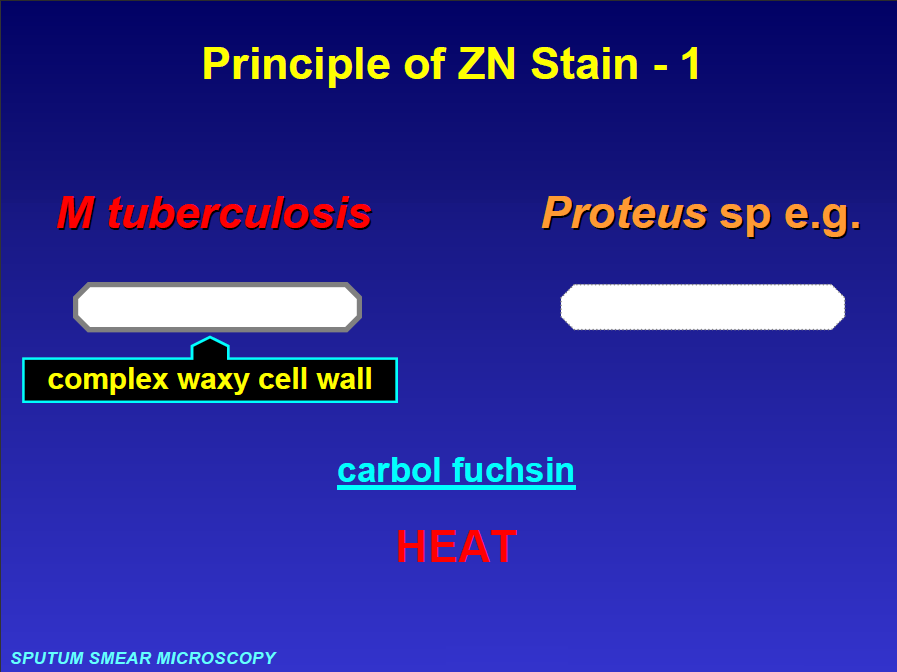 Principle of ZN Stain - 1
M tuberculosis
Proteus sp e.g.
complex waxy cell wall
carbol fuchsin
HEAT
SPUTUM SMEAR MICROSCOPY